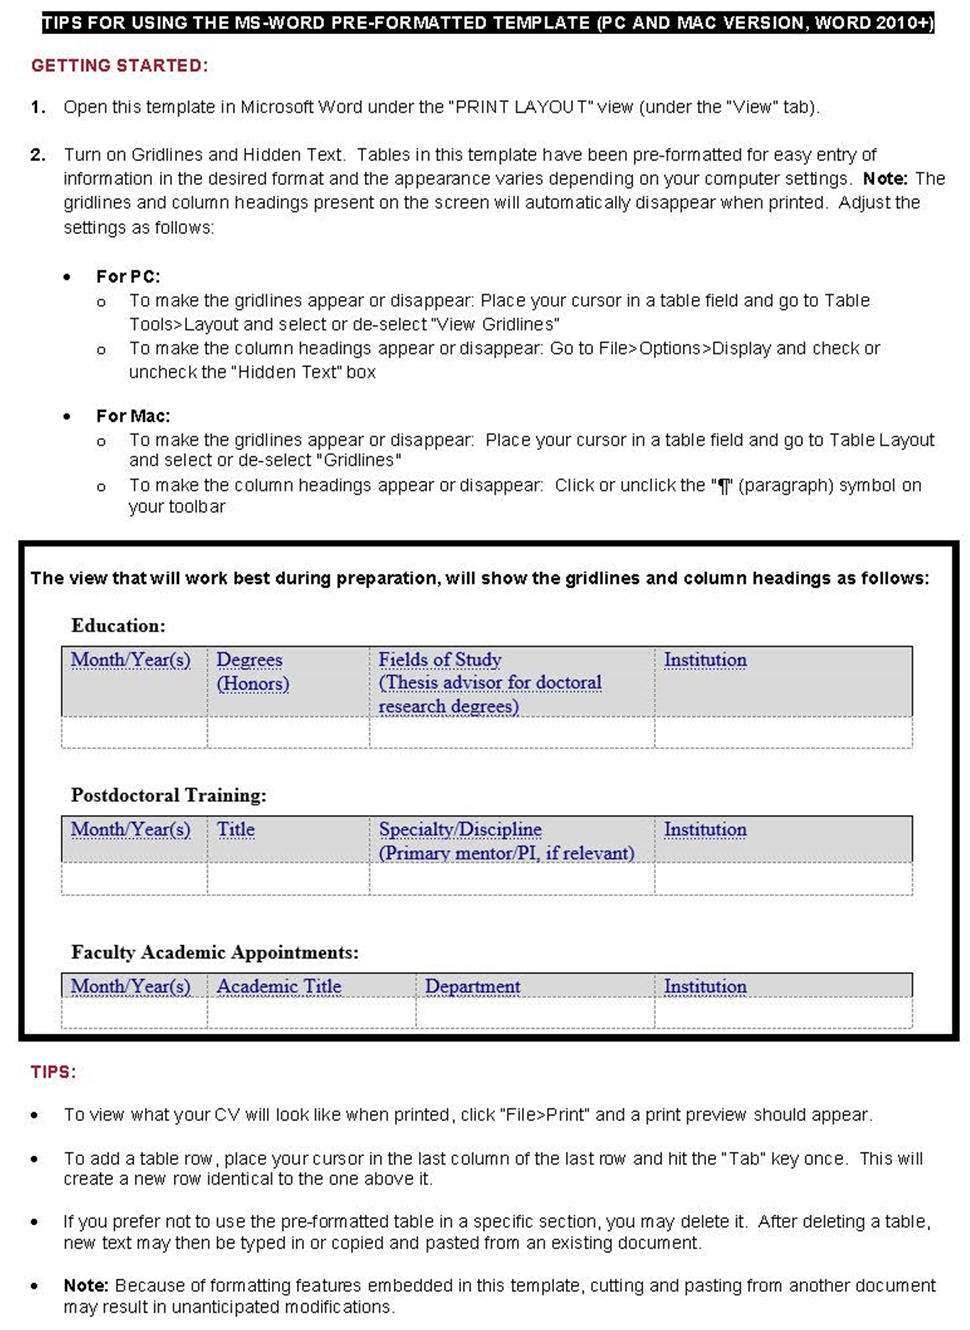 TIPS FOR USING THE MS-WORD PRE-FORMATTED TEMPLATE (PC AND MAC VERSION, WORD 2010+)
GETTING STARTED:
1. Open this template in Microsoft Word under the "PRINT LAYOUT" view (under the "View" tab).
2. Turn on Gridlines and Hidden Text. Tables in this template have been pre-formatted for easy entry of
information in the desired format and the appearance varies depending on your computer settings. Note: The
gridlines and column headings present on the screen will automatically disappear when printed. Adjust the
settings as follows:
• For PC:
o To make the gridlines appear or disappear: Place your cursor in a table field and go to Table
Tools>Layout and select or de-select "View Gridlines"
o To make the column headings appear or disappear: Go to File>Options>Display and check or
uncheck the "Hidden Text" box
• For Mac:
o To make the gridlines appear or disappear: Place your cursor in a table field and go to Table Layout
and select or de-select "Gridlines"
o To make the column headings appear or disappear: Click or unclick the "¶" (paragraph) symbol on
your toolbar
The view that will work best during preparation, will show the gridlines and column headings as follows:
Education:
Month/Year(s) Degrees Fields of Study Institution
(Honors) (Thesis advisor for doctoral
research degrees)
Postdoctoral Training:
Month/Year(s) Title Specialty/Discipline Institution
(Primary mentor/PI, if relevant)
Faculty Academic Appointments:
Month/Year(s) Academic Title Department Institution
TIPS:
• To view what your CV will look like when printed, click "File>Print" and a print preview should appear.
• To add a table row, place your cursor in the last column of the last row and hit the "Tab" key once. This will
create a new row identical to the one above it.
• If you prefer not to use the pre-formatted table in a specific section, you may delete it. After deleting a table,
new text may then be typed in or copied and pasted from an existing document.
• Note: Because of formatting features embedded in this template, cutting and pasting from another document
may result in unanticipated modifications.